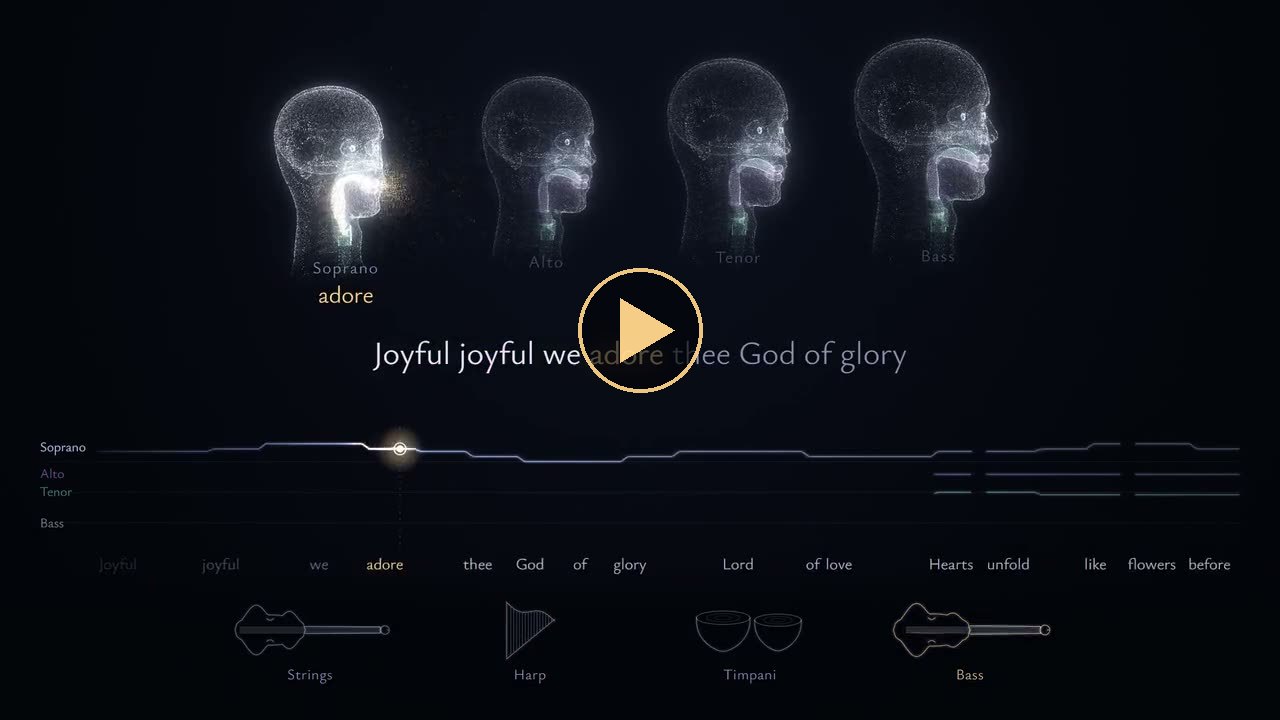 Soprano Alto Tenor Bass
adore
Joyful joyful we adore thee God of glory
Soprano
Alto
Tenor
Bass
Joyful joyful we adore thee God of glory Lord of love Hearts unfold like flowers before
Strings Harp Timpani Bass